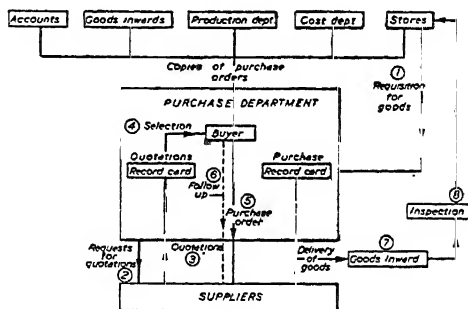 Accounts
Goods inwards
Production dept
Cost dept
Stores
Copies of purchase
orders
①
Requisition
for
goods
PURCHASE DEPARTMENT
④ Selection
Buyer
Quotations
Record card
⑥
Follow
up
Purchase
Record card
⑤
Purchase
order
⑧
Inspection
Requests
for
quotations
②
Quotations
③
Delivery
of
goods
⑦
Goods Inward
SUPPLIERS